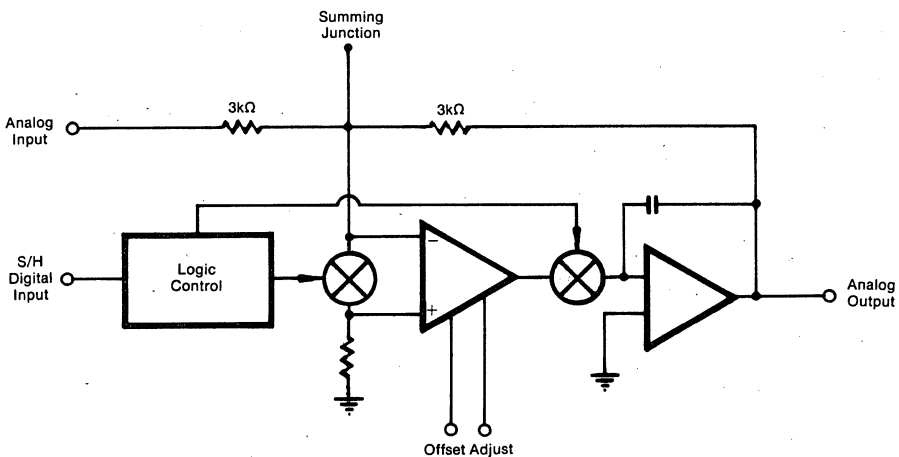 Summing
Junction
3kΩ
3kΩ
Analog
Input
S/H
Digital
Input
Logic
Control
−
+
Analog
Output
Offset Adjust